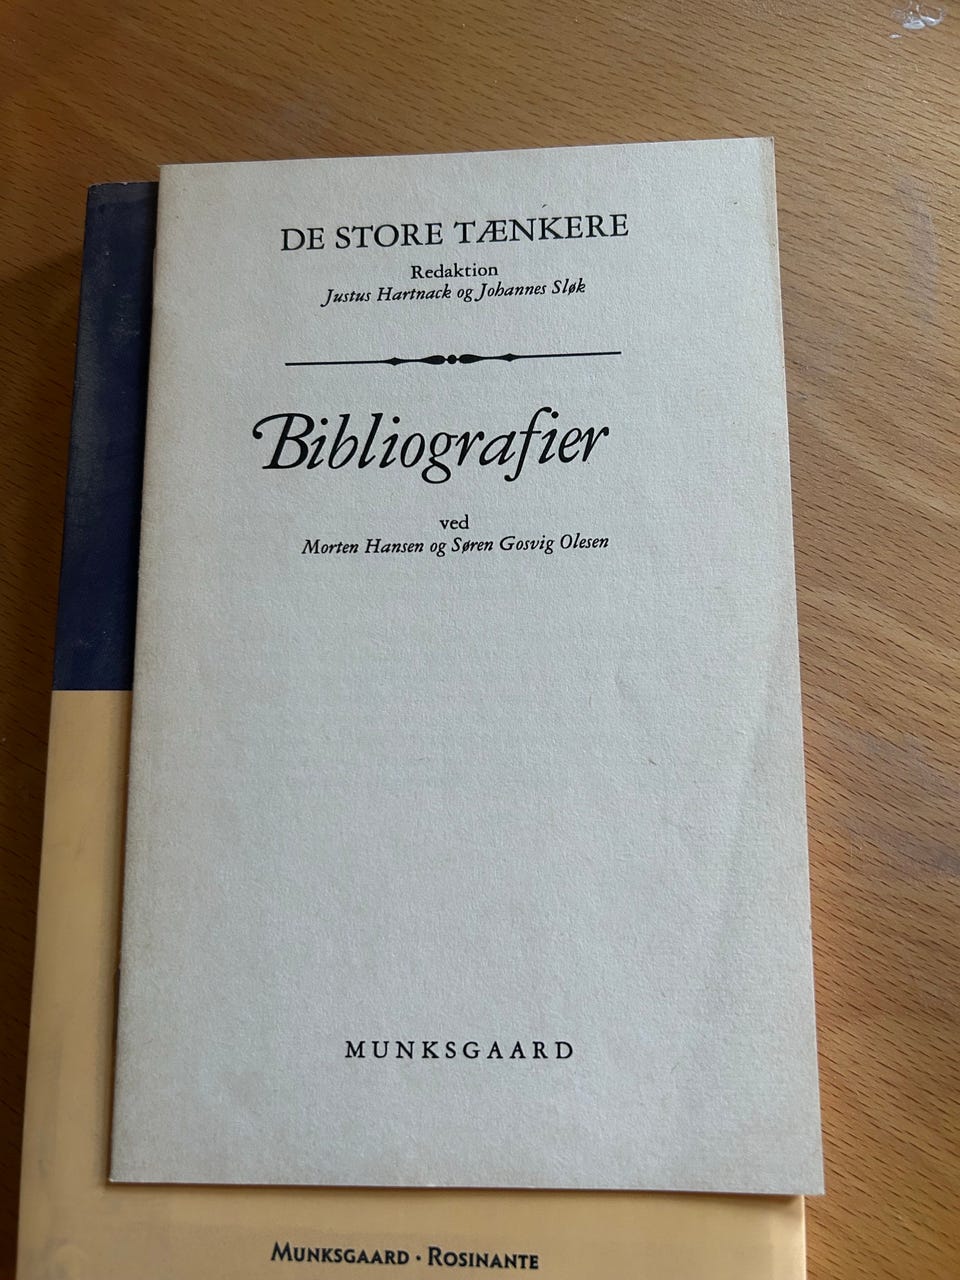 DE STORE TÆNKERE
Redaktion
Justus Hartnack og Johannes Sløk
Bibliografier
ved
Morten Hansen og Søren Gosvig Olesen
MUNKSGAARD
MUNKSGAARD · ROSINANTE